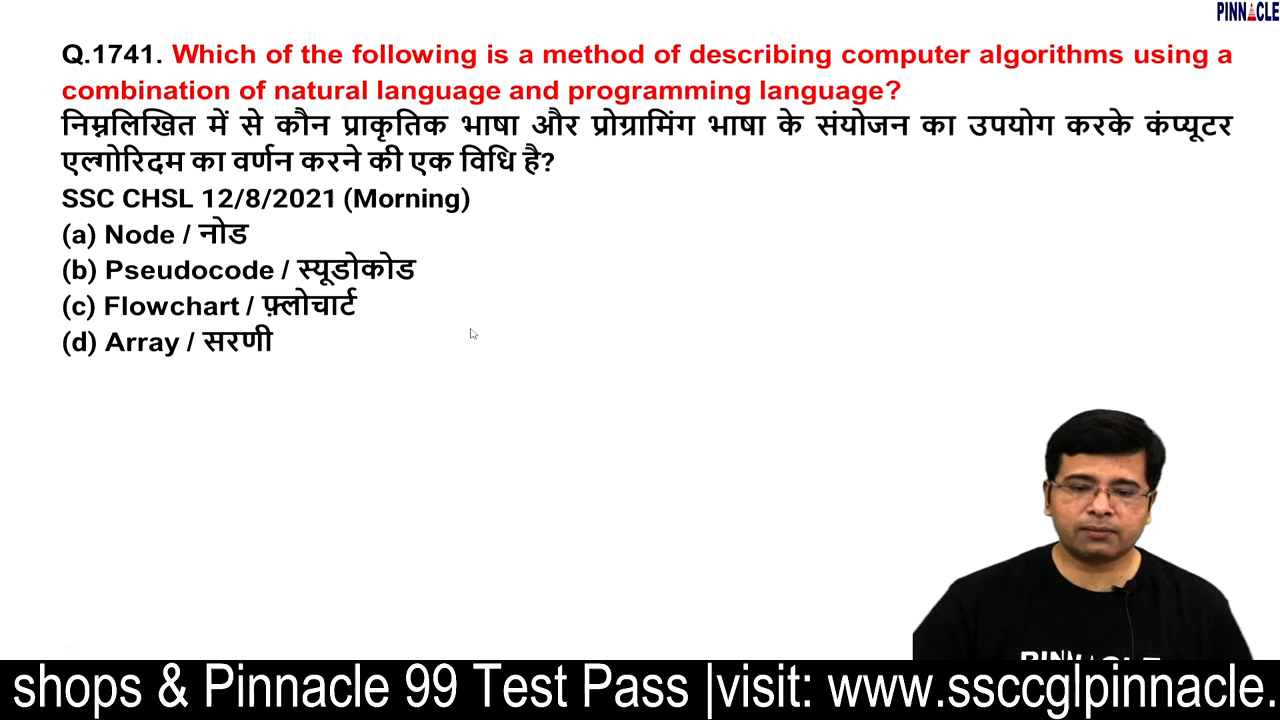 PINNACLE
Q.1741. Which of the following is a method of describing computer algorithms using a
combination of natural language and programming language?
निम्नलिखित में से कौन प्राकृतिक भाषा और प्रोग्रामिंग भाषा के संयोजन का उपयोग करके कंप्यूटर
एल्गोरिदम का वर्णन करने की एक विधि है?
SSC CHSL 12/8/2021 (Morning)
(a) Node / नोड
(b) Pseudocode / स्यूडोकोड
(c) Flowchart / फ़्लोचार्ट
(d) Array / सरणी
PINNACLE
shops & Pinnacle 99 Test Pass |visit: www.ssccglpinnacle.